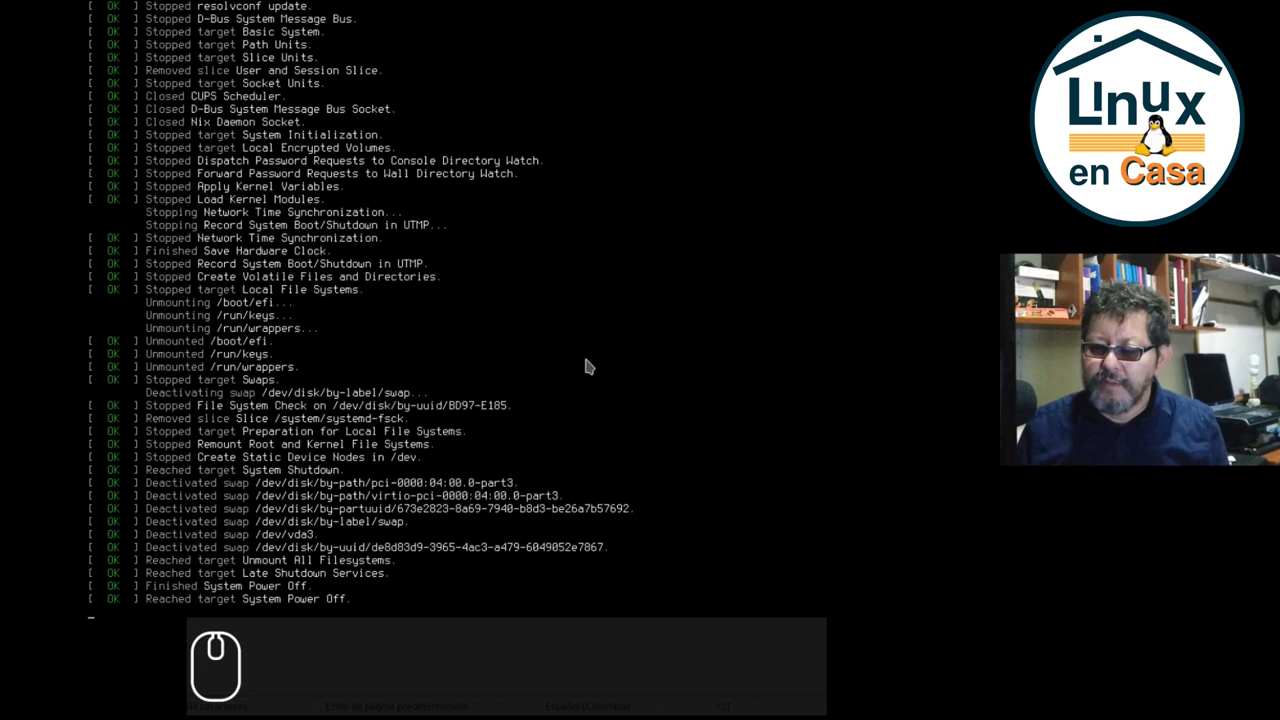 [ OK ] Stopped resolvconf update.
[ OK ] Stopped D-Bus System Message Bus.
[ OK ] Stopped target Basic System.
[ OK ] Stopped target Path Units.
[ OK ] Stopped target Slice Units.
[ OK ] Removed slice User and Session Slice.
[ OK ] Stopped target Socket Units.
[ OK ] Closed CUPS Scheduler.
[ OK ] Closed D-Bus System Message Bus Socket.
[ OK ] Closed Nix Daemon Socket.
[ OK ] Stopped target System Initialization.
[ OK ] Stopped target Local Encrypted Volumes.
[ OK ] Stopped Dispatch Password Requests to Console Directory Watch.
[ OK ] Stopped Forward Password Requests to Wall Directory Watch.
[ OK ] Stopped Apply Kernel Variables.
[ OK ] Stopped Load Kernel Modules.
Stopping Network Time Synchronization...
Stopping Record System Boot/Shutdown in UTMP...
[ OK ] Stopped Network Time Synchronization.
[ OK ] Finished Save Hardware Clock.
[ OK ] Stopped Record System Boot/Shutdown in UTMP.
[ OK ] Stopped Create Volatile Files and Directories.
[ OK ] Stopped target Local File Systems.
Unmounting /boot/efi...
Unmounting /run/keys...
Unmounting /run/wrappers...
[ OK ] Unmounted /boot/efi.
[ OK ] Unmounted /run/keys.
[ OK ] Unmounted /run/wrappers.
[ OK ] Stopped target Swaps.
Deactivating swap /dev/disk/by-label/swap...
[ OK ] Stopped File System Check on /dev/disk/by-uuid/BD97-E185.
[ OK ] Removed slice Slice /system/systemd-fsck.
[ OK ] Stopped target Preparation for Local File Systems.
[ OK ] Stopped Remount Root and Kernel File Systems.
[ OK ] Stopped Create Static Device Nodes in /dev.
[ OK ] Reached target System Shutdown.
[ OK ] Deactivated swap /dev/disk/by-path/pci-0000:04:00.0-part3.
[ OK ] Deactivated swap /dev/disk/by-path/virtio-pci-0000:04:00.0-part3.
[ OK ] Deactivated swap /dev/disk/by-partuuid/673e2823-8a69-7940-b8d3-be26a7b57692.
[ OK ] Deactivated swap /dev/disk/by-label/swap.
[ OK ] Deactivated swap /dev/vda3.
[ OK ] Deactivated swap /dev/disk/by-uuid/de8d83d9-3965-4ac3-a479-6049052e7867.
[ OK ] Reached target Unmount All Filesystems.
[ OK ] Reached target Late Shutdown Services.
[ OK ] Finished System Power Off.
[ OK ] Reached target System Power Off.
Linux
en Casa
caracteres Estilo de página predeterminado Español (Colombia)